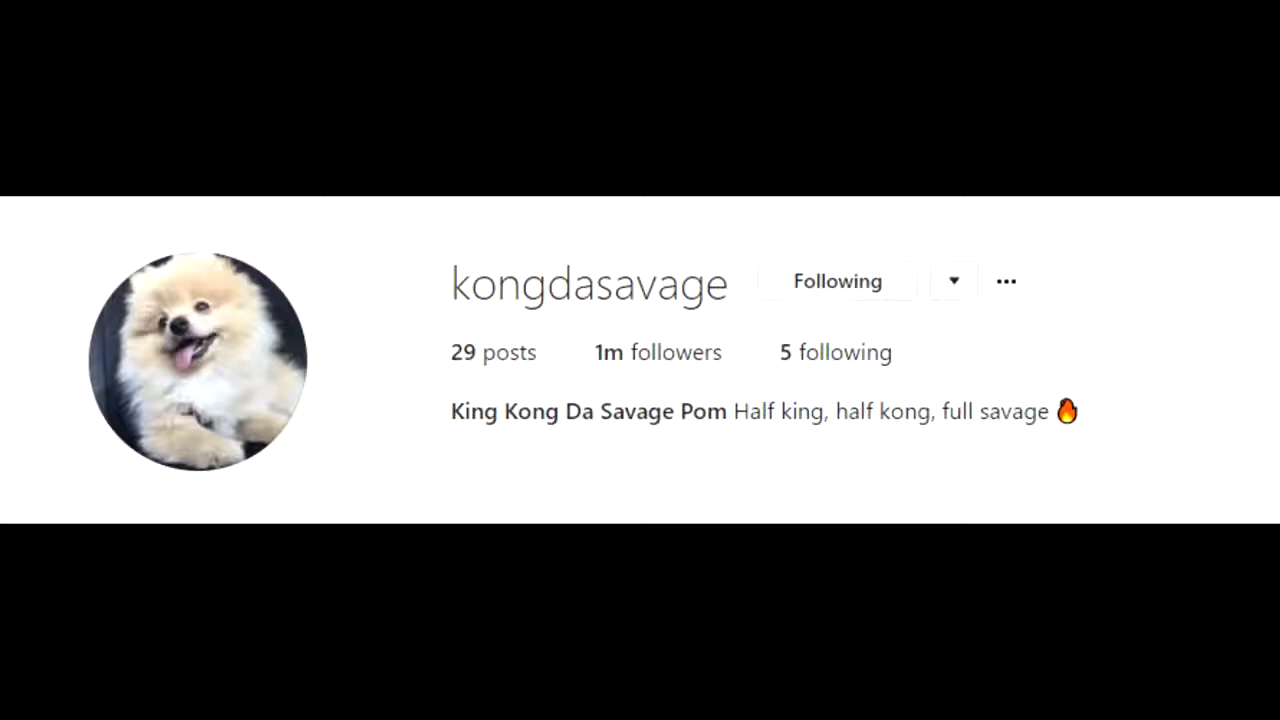 kongdasavage Following ▼ •••
29 posts 1m followers 5 following
King Kong Da Savage Pom Half king, half kong, full savage 🔥